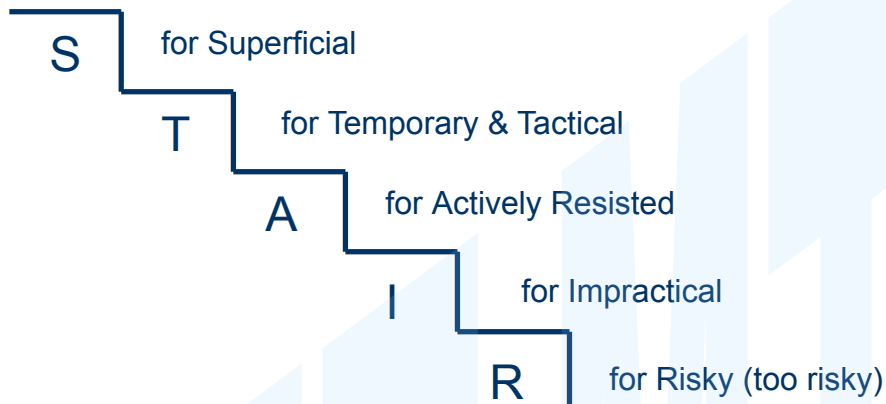 S for Superficial
T for Temporary & Tactical
A for Actively Resisted
I for Impractical
R for Risky (too risky)